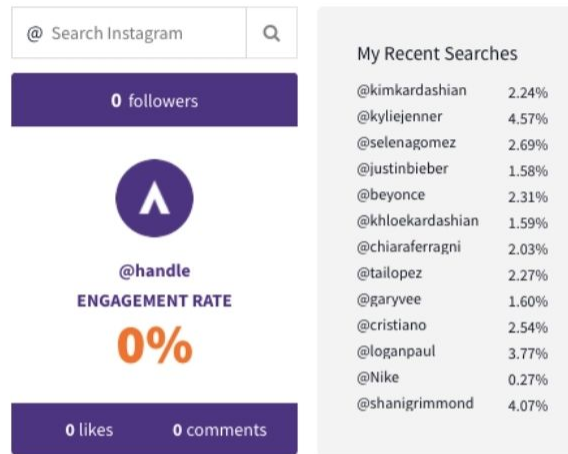 @ Search Instagram
0 followers
@handle
ENGAGEMENT RATE
0%
0 likes 0 comments
My Recent Searches
@kimkardashian 2.24%
@kyliejenner 4.57%
@selenagomez 2.69%
@justinbieber 1.58%
@beyonce 2.31%
@khloekardashian 1.59%
@chiaraferragni 2.03%
@tailopez 2.27%
@garyvee 1.60%
@cristiano 2.54%
@loganpaul 3.77%
@Nike 0.27%
@shanigrimmond 4.07%